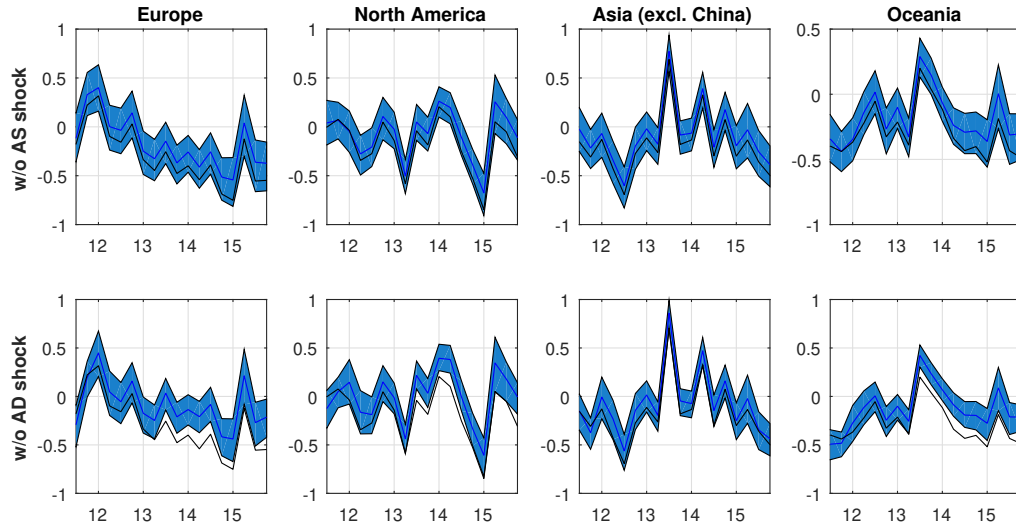 Europe North America Asia (excl. China) Oceania
w/o AS shock
1 1 1 0.5
0.5 0.5 0.5
0 0 0 0
-0.5 -0.5 -0.5 -0.5
-1 -1 -1 -1
12 13 14 15 12 13 14 15 12 13 14 15 12 13 14 15
w/o AD shock
1 1 1 1
0.5 0.5 0.5 0.5
0 0 0 0
-0.5 -0.5 -0.5 -0.5
-1 -1 -1 -1
12 13 14 15 12 13 14 15 12 13 14 15 12 13 14 15